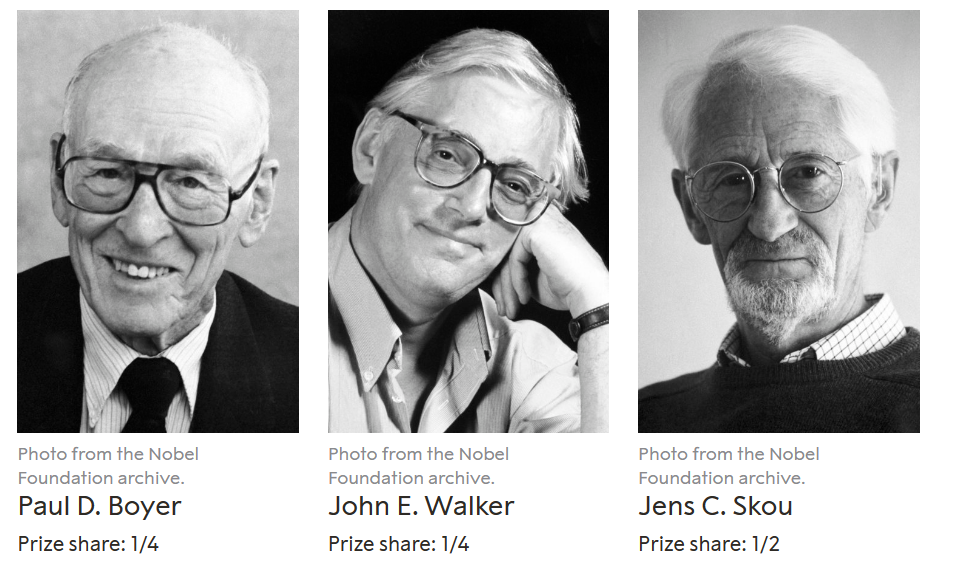 Photo from the Nobel
Foundation archive.
Paul D. Boyer
Prize share: 1/4
Photo from the Nobel
Foundation archive.
John E. Walker
Prize share: 1/4
Photo from the Nobel
Foundation archive.
Jens C. Skou
Prize share: 1/2